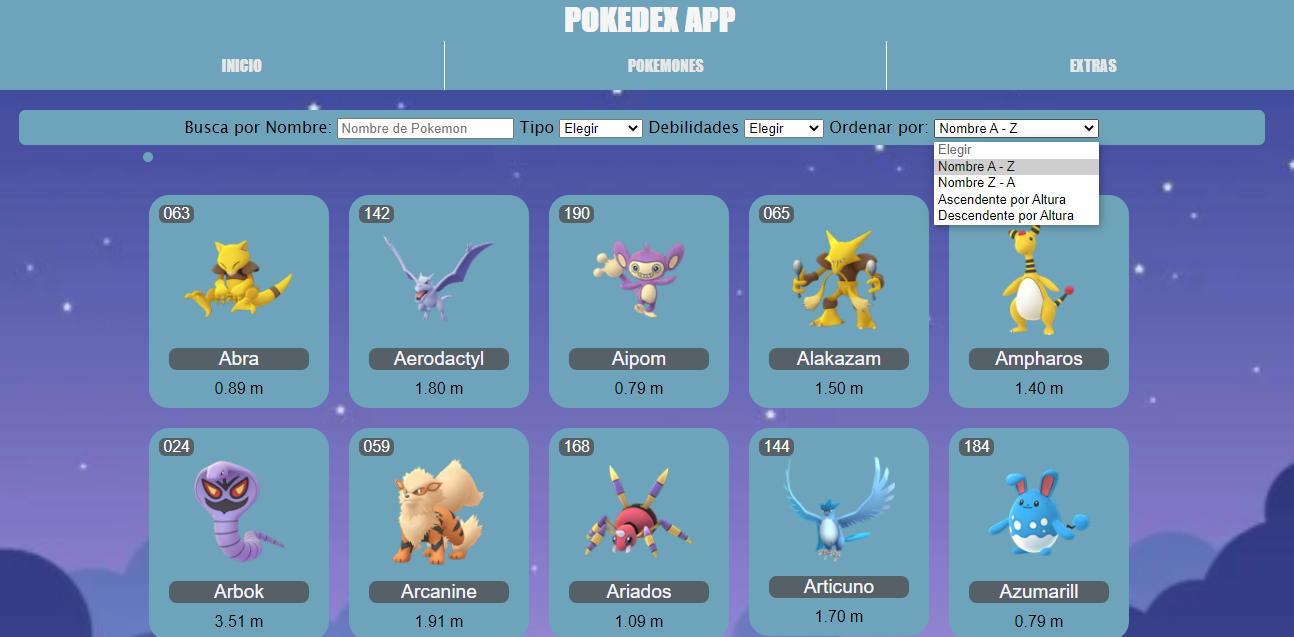 POKEDEX APP
INICIO
POKEMONES
EXTRAS
Busca por Nombre: Nombre de Pokemon Tipo Elegir Debilidades Elegir Ordenar por: Nombre A - Z
Elegir
Nombre A - Z
Nombre Z - A
Ascendente por Altura
Descendente por Altura
063
Abra
0.89 m
142
Aerodactyl
1.80 m
190
Aipom
0.79 m
065
Alakazam
1.50 m
Ampharos
1.40 m
024
Arbok
3.51 m
059
Arcanine
1.91 m
168
Ariados
1.09 m
144
Articuno
1.70 m
184
Azumarill
0.79 m